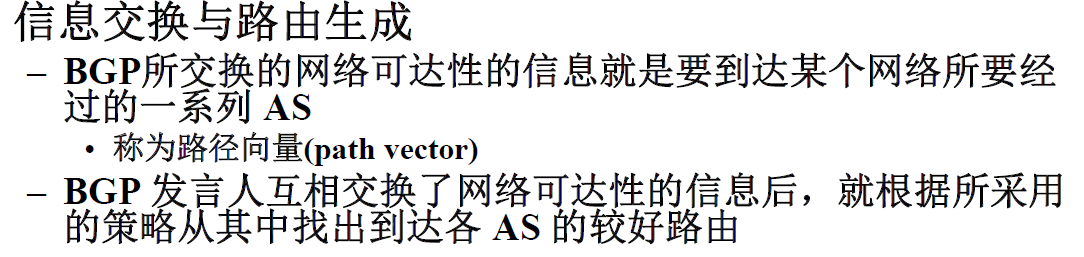 信息交换与路由生成
– BGP所交换的网络可达性的信息就是要到达某个网络所要经
过的一系列 AS
• 称为路径向量(path vector)
– BGP 发言人互相交换了网络可达性的信息后，就根据所采用
的策略从其中找出到达各 AS 的较好路由